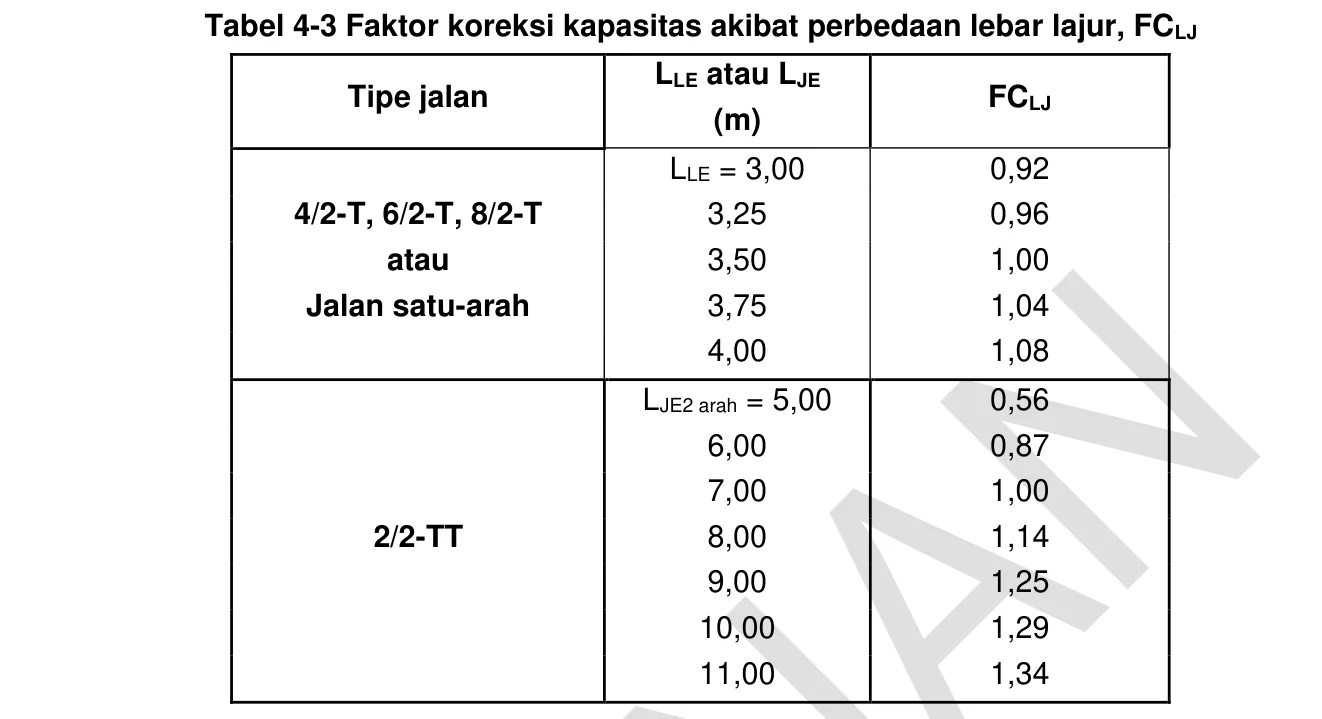 Tabel 4-3 Faktor koreksi kapasitas akibat perbedaan lebar lajur, FCLJ
Tipe jalan
LLE atau LJE
(m)
FCLJ
4/2-T, 6/2-T, 8/2-T
atau
Jalan satu-arah
LLE = 3,00 0,92
3,25 0,96
3,50 1,00
3,75 1,04
4,00 1,08
2/2-TT
LJE2 arah = 5,00 0,56
6,00 0,87
7,00 1,00
8,00 1,14
9,00 1,25
10,00 1,29
11,00 1,34